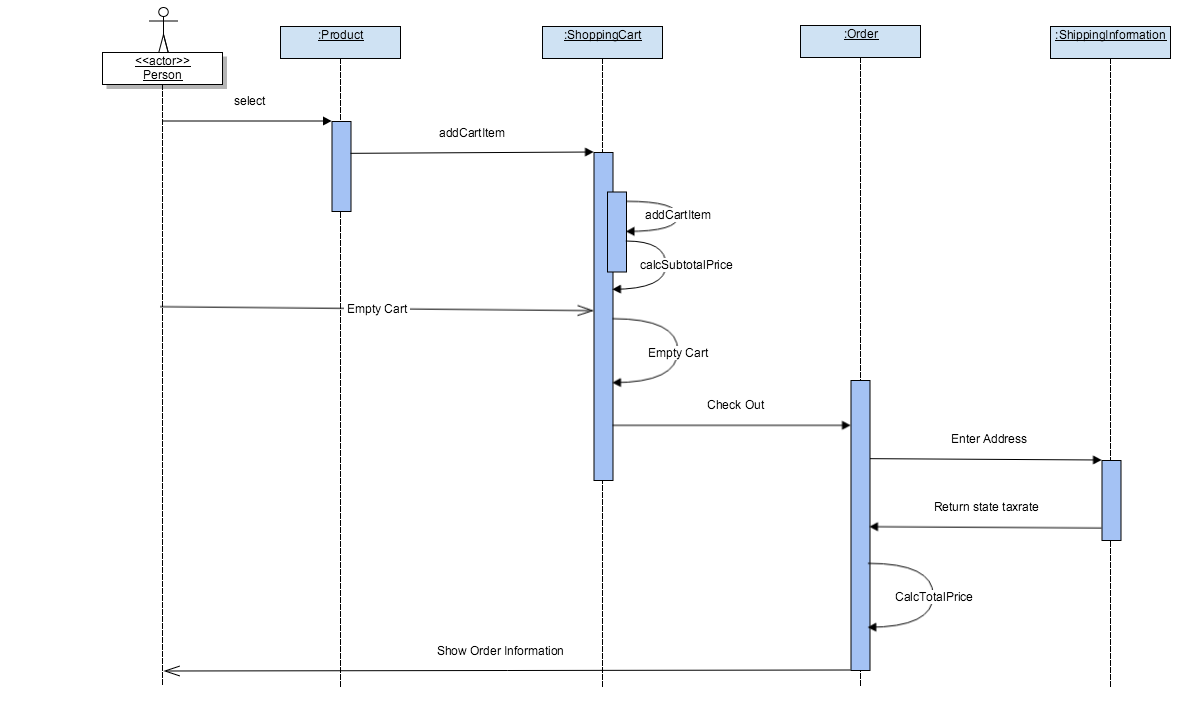 <<actor>>
Person
:Product
:ShoppingCart
:Order
:ShippingInformation
select
addCartItem
addCartItem
calcSubtotalPrice
Empty Cart
Empty Cart
Check Out
Enter Address
Return state taxrate
CalcTotalPrice
Show Order Information